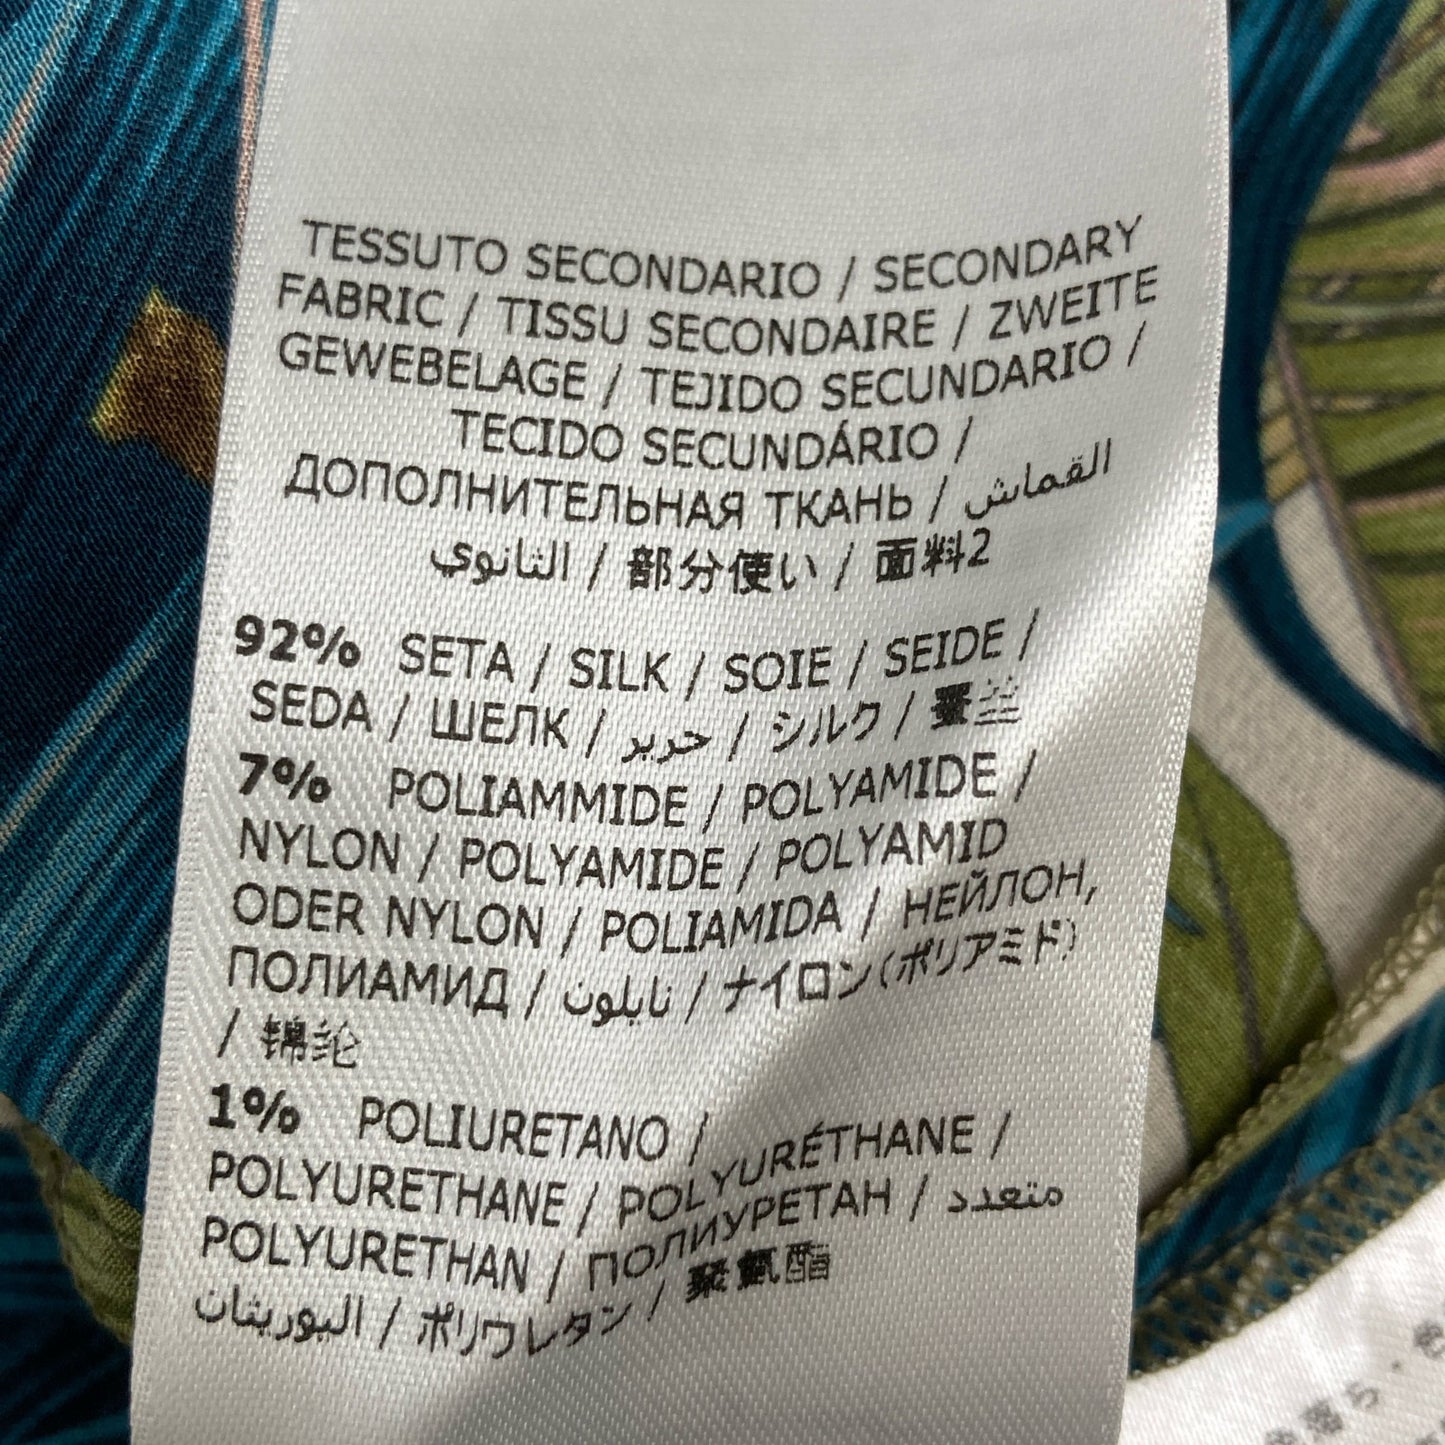 TESSUTO SECONDARIO / SECONDARY
FABRIC / TISSU SECONDAIRE / ZWEITE
GEWEBELAGE / TEJIDO SECUNDARIO /
TECIDO SECUNDÁRIO /
ДОПОЛНИТЕЛЬНАЯ ТКАНЬ / القماش
الثانوي / 部分使い / 面料2
92% SETA / SILK / SOIE / SEIDE /
SEDA / ШЕЛК / حرير / シルク / 蚕丝
7% POLIAMMIDE / POLYAMIDE /
NYLON / POLYAMIDE / POLYAMID
ODER NYLON / POLIAMIDA / НЕЙЛОН,
ПОЛИАМИД / نايلون / ナイロン(ポリアミド)
/ 锦纶
1% POLIURETANO /
POLYURETHANE / POLYURÉTHANE /
POLYURETHAN / ПОЛИУРЕТАН / متعدد
اليوريثان / ポリウレタン / 聚氨酯